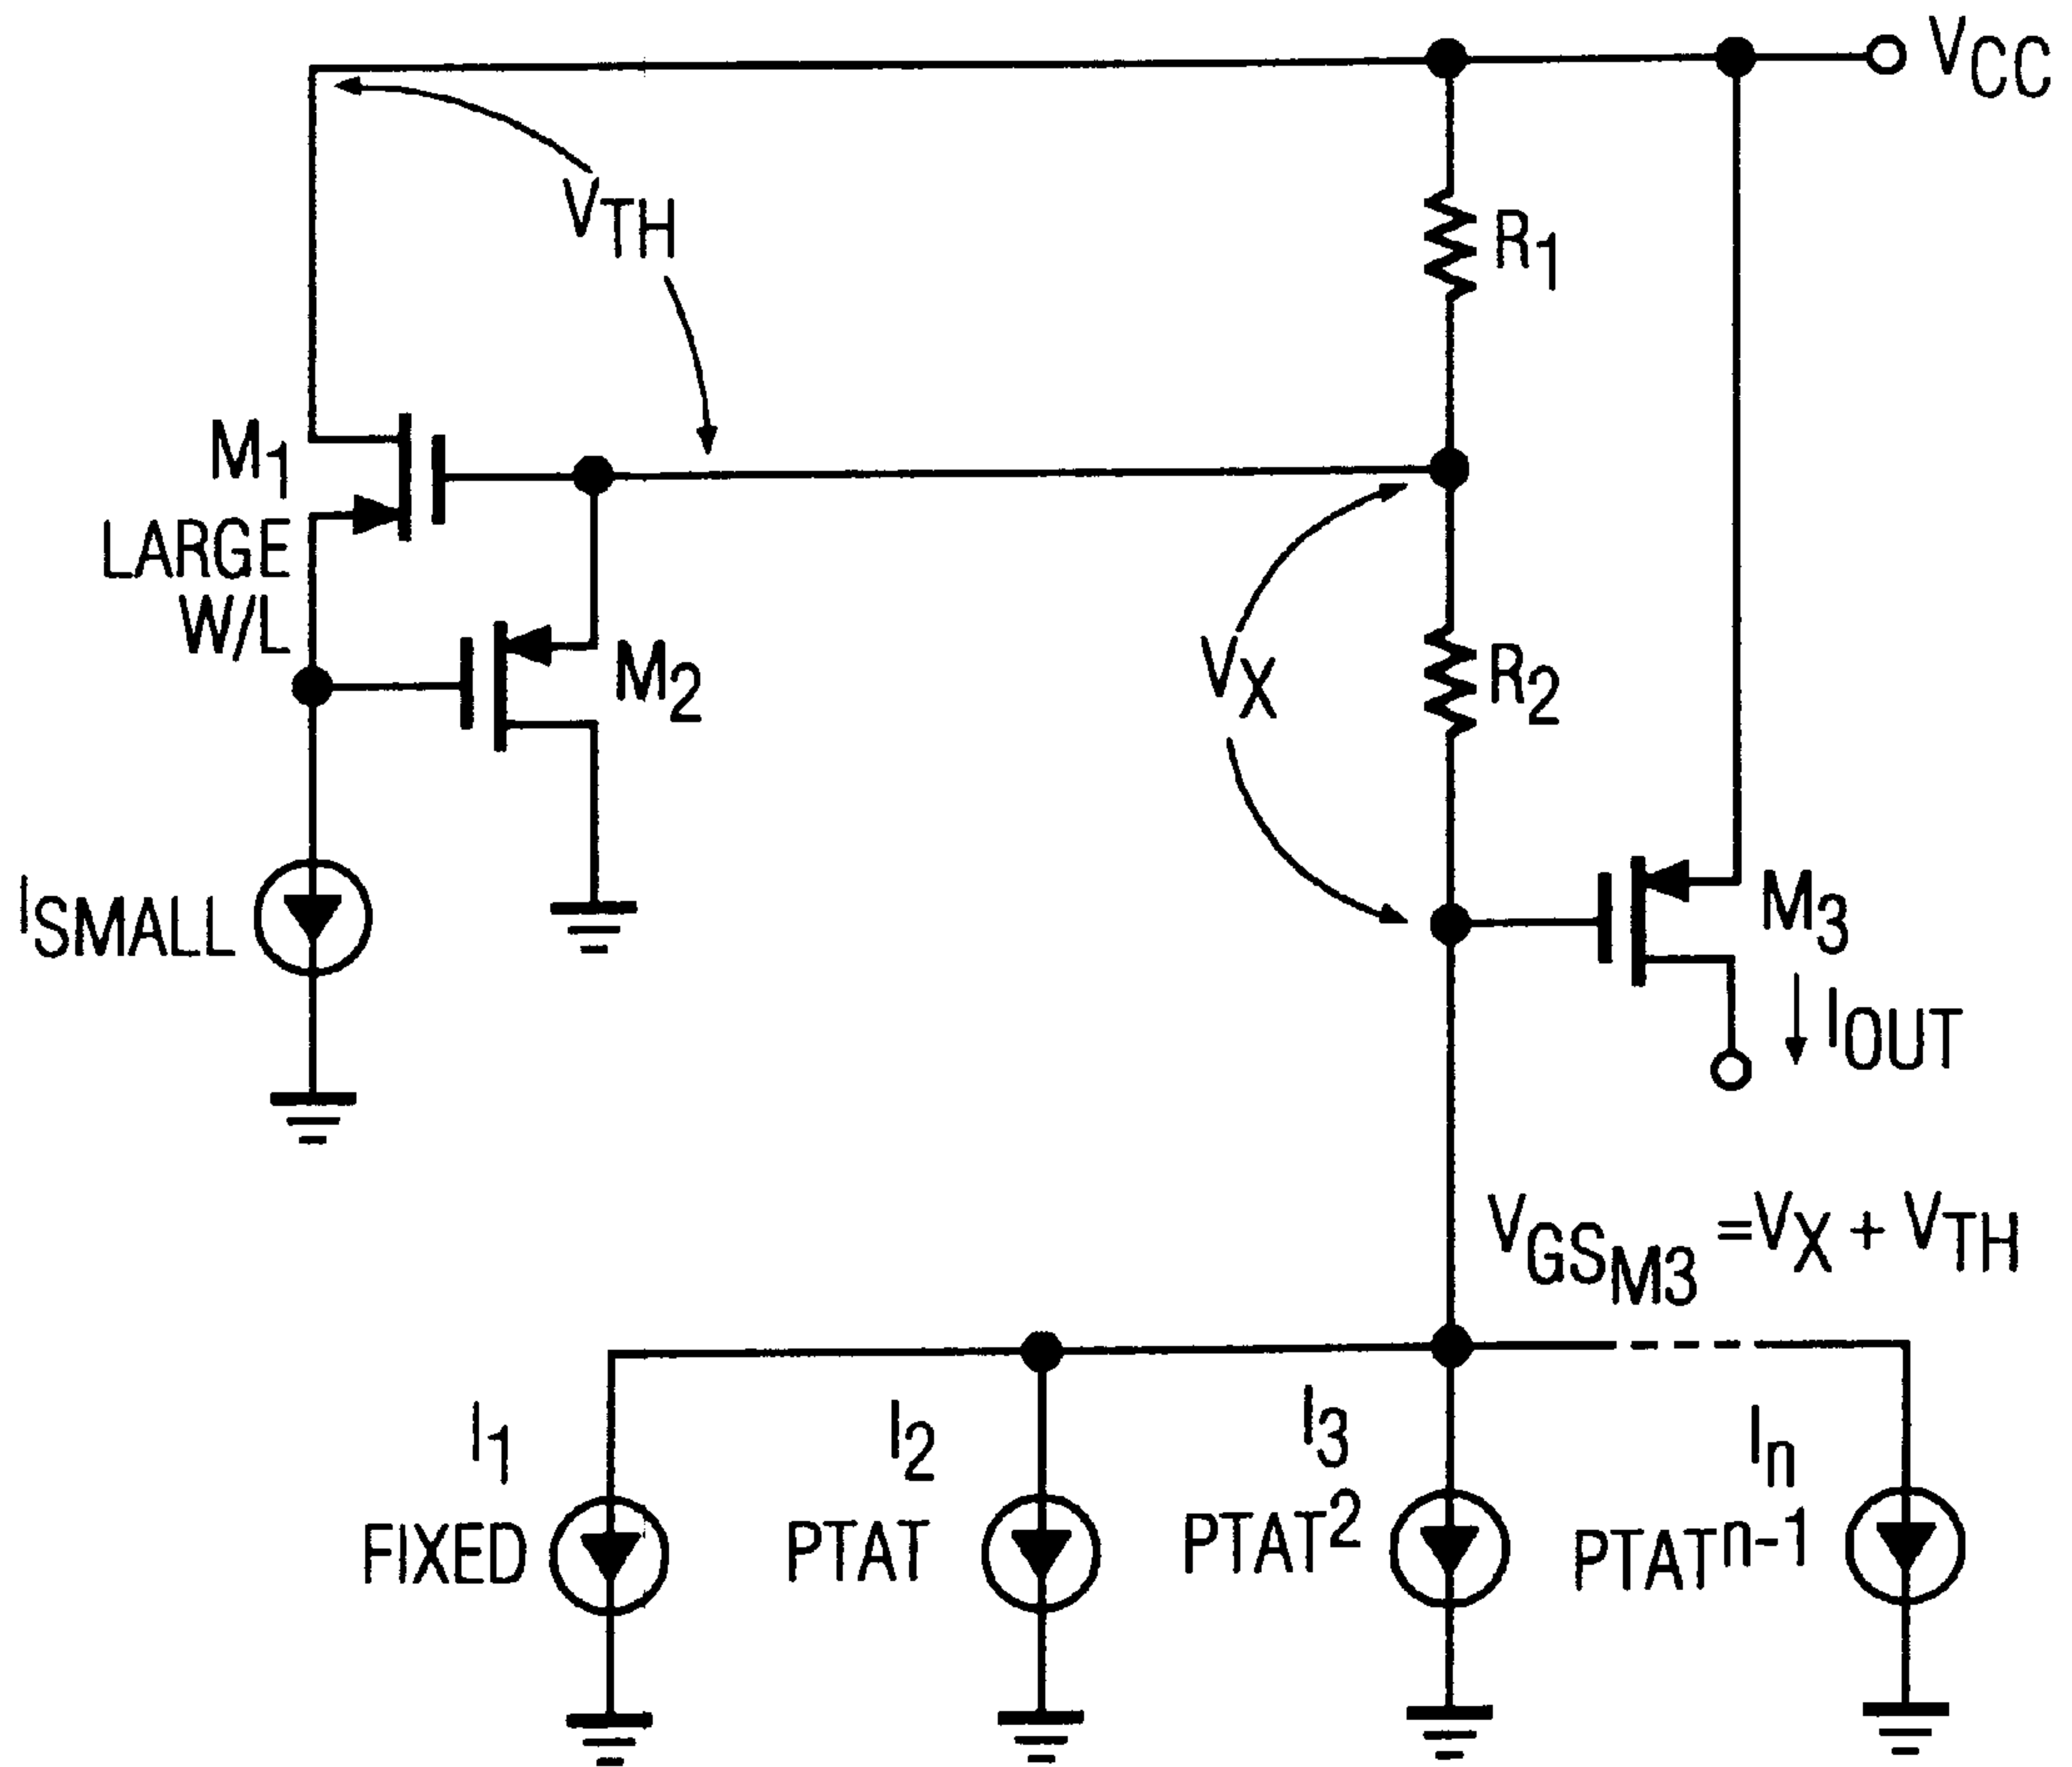 VCC
VTH
R1
M1
LARGE
W/L
M2
VX
R2
M3
ISMALL
IOUT
VGSM3 =VX + VTH
I1
FIXED
I2
PTAT
I3
PTAT2
In
PTATn-1